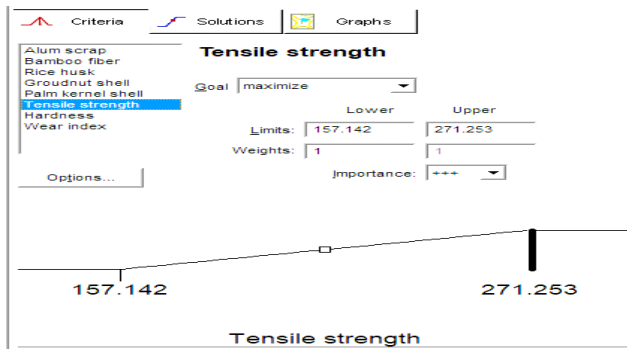 Criteria Solutions Graphs
Alum scrap
Bamboo fiber
Rice husk
Groudnut shell
Palm kernel shell
Tensile strength
Hardness
Wear index
Tensile strength
Goal maximize
Lower Upper
Limits: 157.142 271.253
Weights: 1 1
Importance: +++
Options...
157.142 271.253
Tensile strength